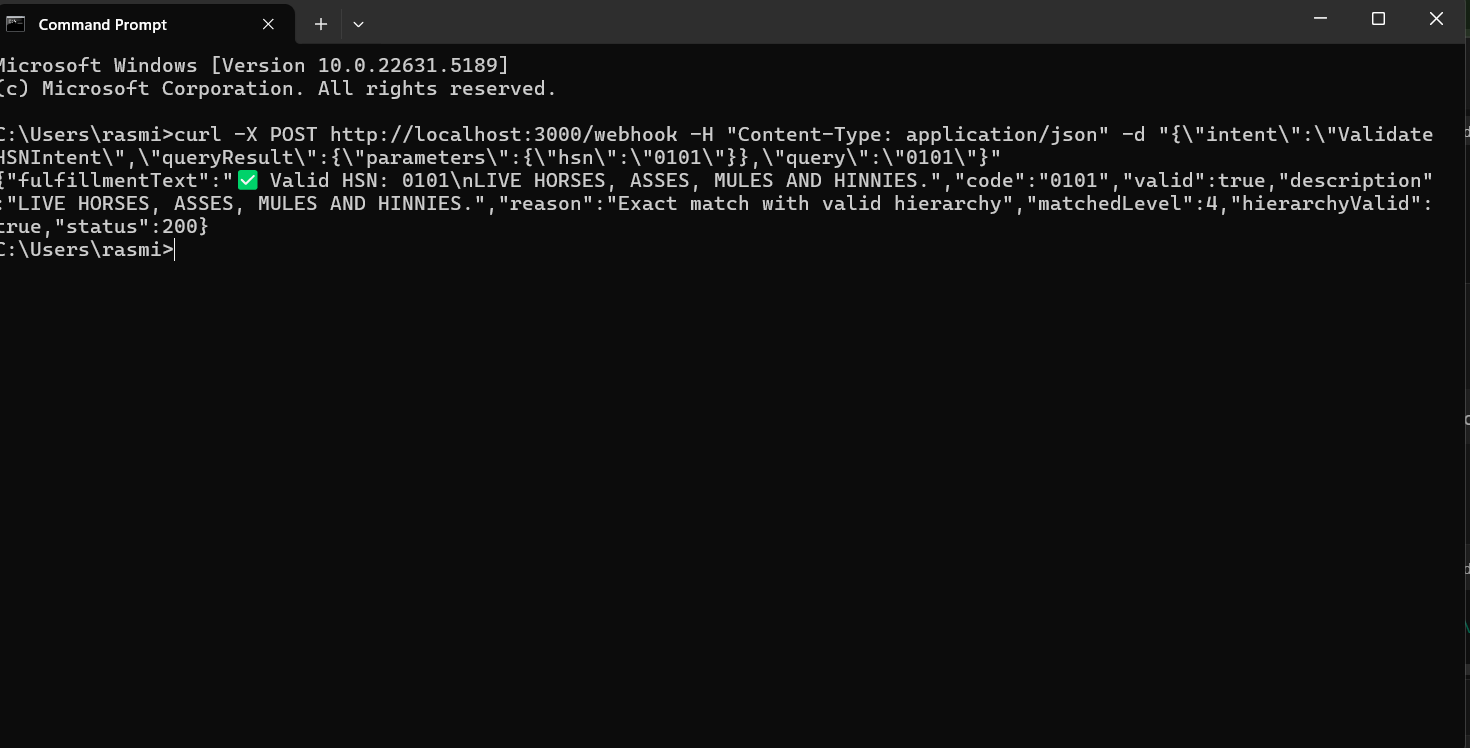 Command Prompt
Microsoft Windows [Version 10.0.22631.5189]
(c) Microsoft Corporation. All rights reserved.
C:\Users\rasmi>curl -X POST http://localhost:3000/webhook -H "Content-Type: application/json" -d "{\"intent\":\"Validate
HSNIntent\",\"queryResult\":{\"parameters\":{\"hsn\":\"0101\"}},\"query\":\"0101\"}"
{"fulfillmentText":"✅ Valid HSN: 0101\nLIVE HORSES, ASSES, MULES AND HINNIES.","code":"0101","valid":true,"description"
:"LIVE HORSES, ASSES, MULES AND HINNIES.","reason":"Exact match with valid hierarchy","matchedLevel":4,"hierarchyValid":
true,"status":200}
C:\Users\rasmi>